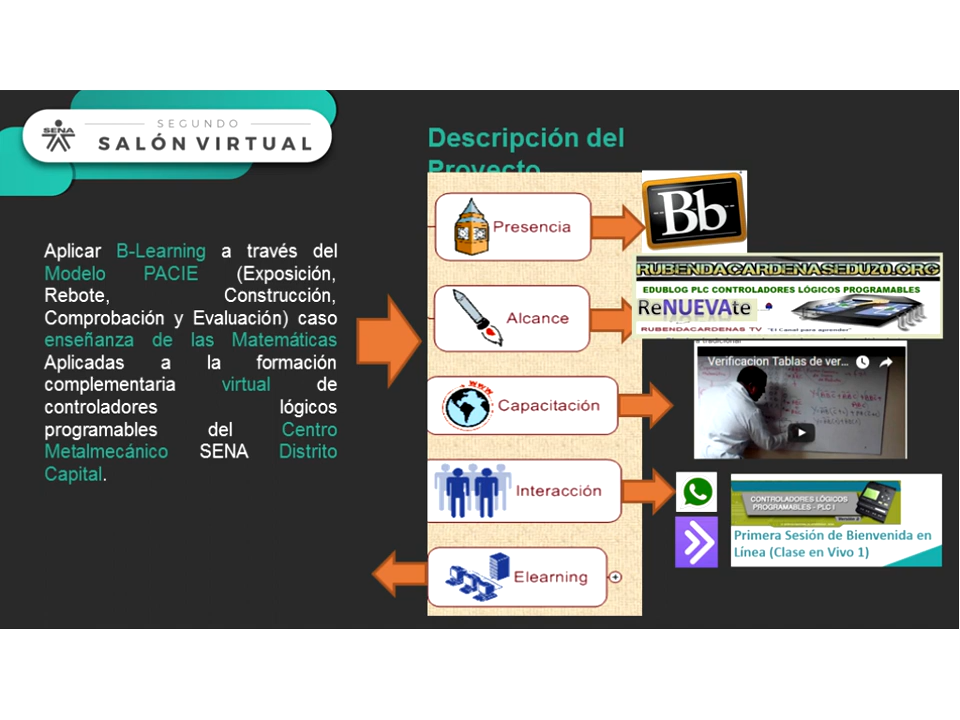 SENA
SEGUNDO
SALÓN VIRTUAL
Descripción del
Proyecto
Aplicar B-Learning a través del
Modelo PACIE (Exposición,
Rebote, Construcción,
Comprobación y Evaluación) caso
enseñanza de las Matemáticas
Aplicadas a la formación
complementaria virtual de
controladores lógicos
programables del Centro
Metalmecánico SENA Distrito
Capital.
Presencia
Bb
Alcance
RUBENDACARDENASEDU20.ORG
EDUBLOG PLC CONTROLADORES LÓGICOS PROGRAMABLES
ReNUEVAte
RUBENDACARDENAS TV "El Canal para aprender"
Capacitación
WWW
Verificacion Tablas de ver...
Interacción
CONTROLADORES LÓGICOS
PROGRAMABLES - PLC I
Primera Sesión de Bienvenida en
Línea (Clase en Vivo 1)
Elearning